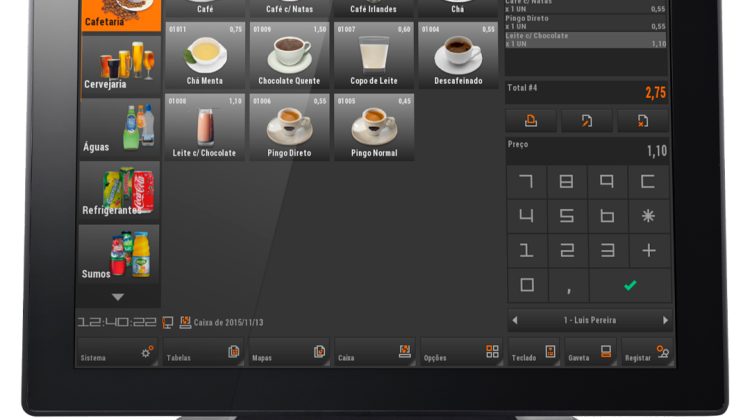 Cafetaria
Café
Café c/ Natas
Café Irlandes
Chá
01011 0,75
Chá Menta
01009 1,50
Chocolate Quente
01007 0,60
Copo de Leite
01004 0,55
Descafeinado
01008 1,10
Leite c/ Chocolate
01006 0,55
Pingo Direto
01005 0,45
Pingo Normal
Cervejaria
Águas
Refrigerantes
Coca-Cola
Sumos
Café c/ Natas
x 1 UN 0,55
Pingo Direto
x 1 UN 0,55
Leite c/ Chocolate
x 1 UN 1,10
Total #4 2,75
Preço 1,10
7 8 9 C
4 5 6 *
1 2 3 +
0 ,
1 - Luis Pereira
12:40:22 Caixa de 2015/11/13
Sistema
Tabelas
Mapas
Caixa
Opções
Teclado
Gaveta
Registar